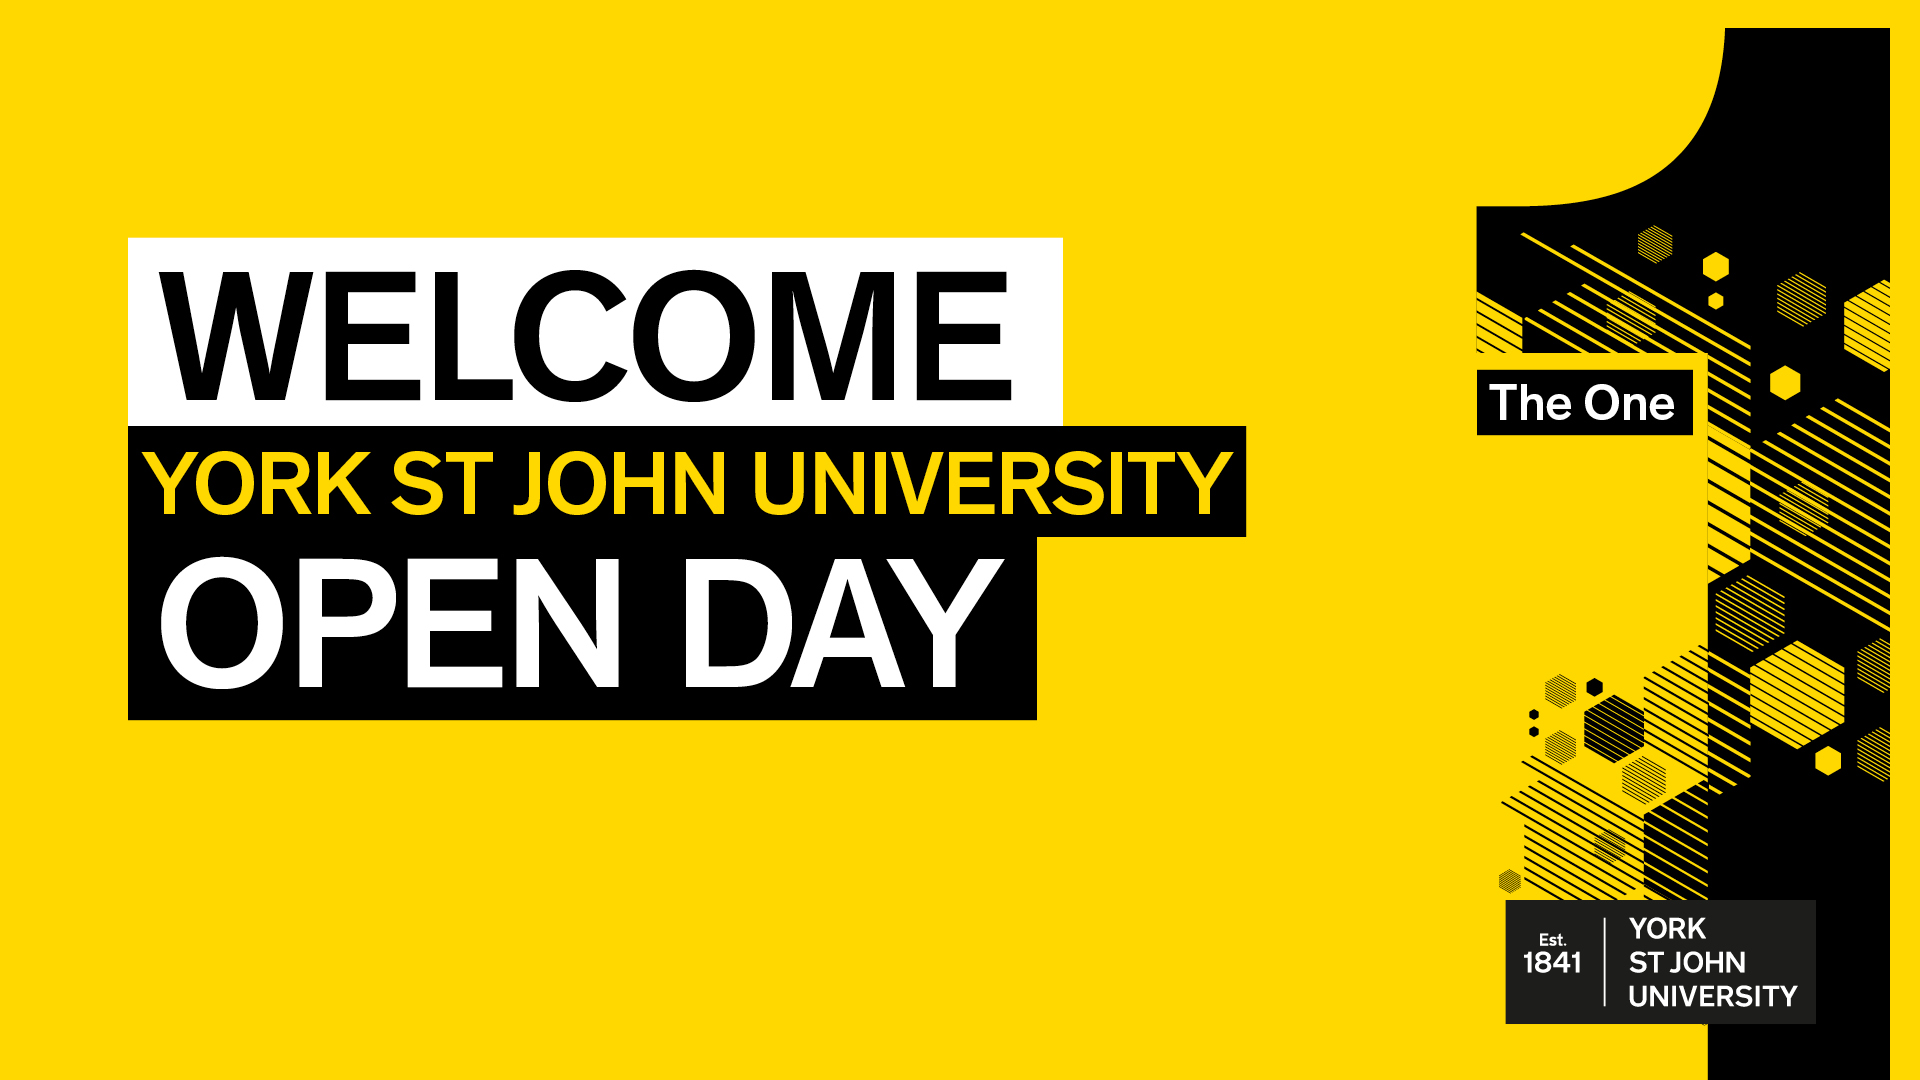 WELCOME
YORK ST JOHN UNIVERSITY
OPEN DAY
The One
Est.
1841
YORK
ST JOHN
UNIVERSITY